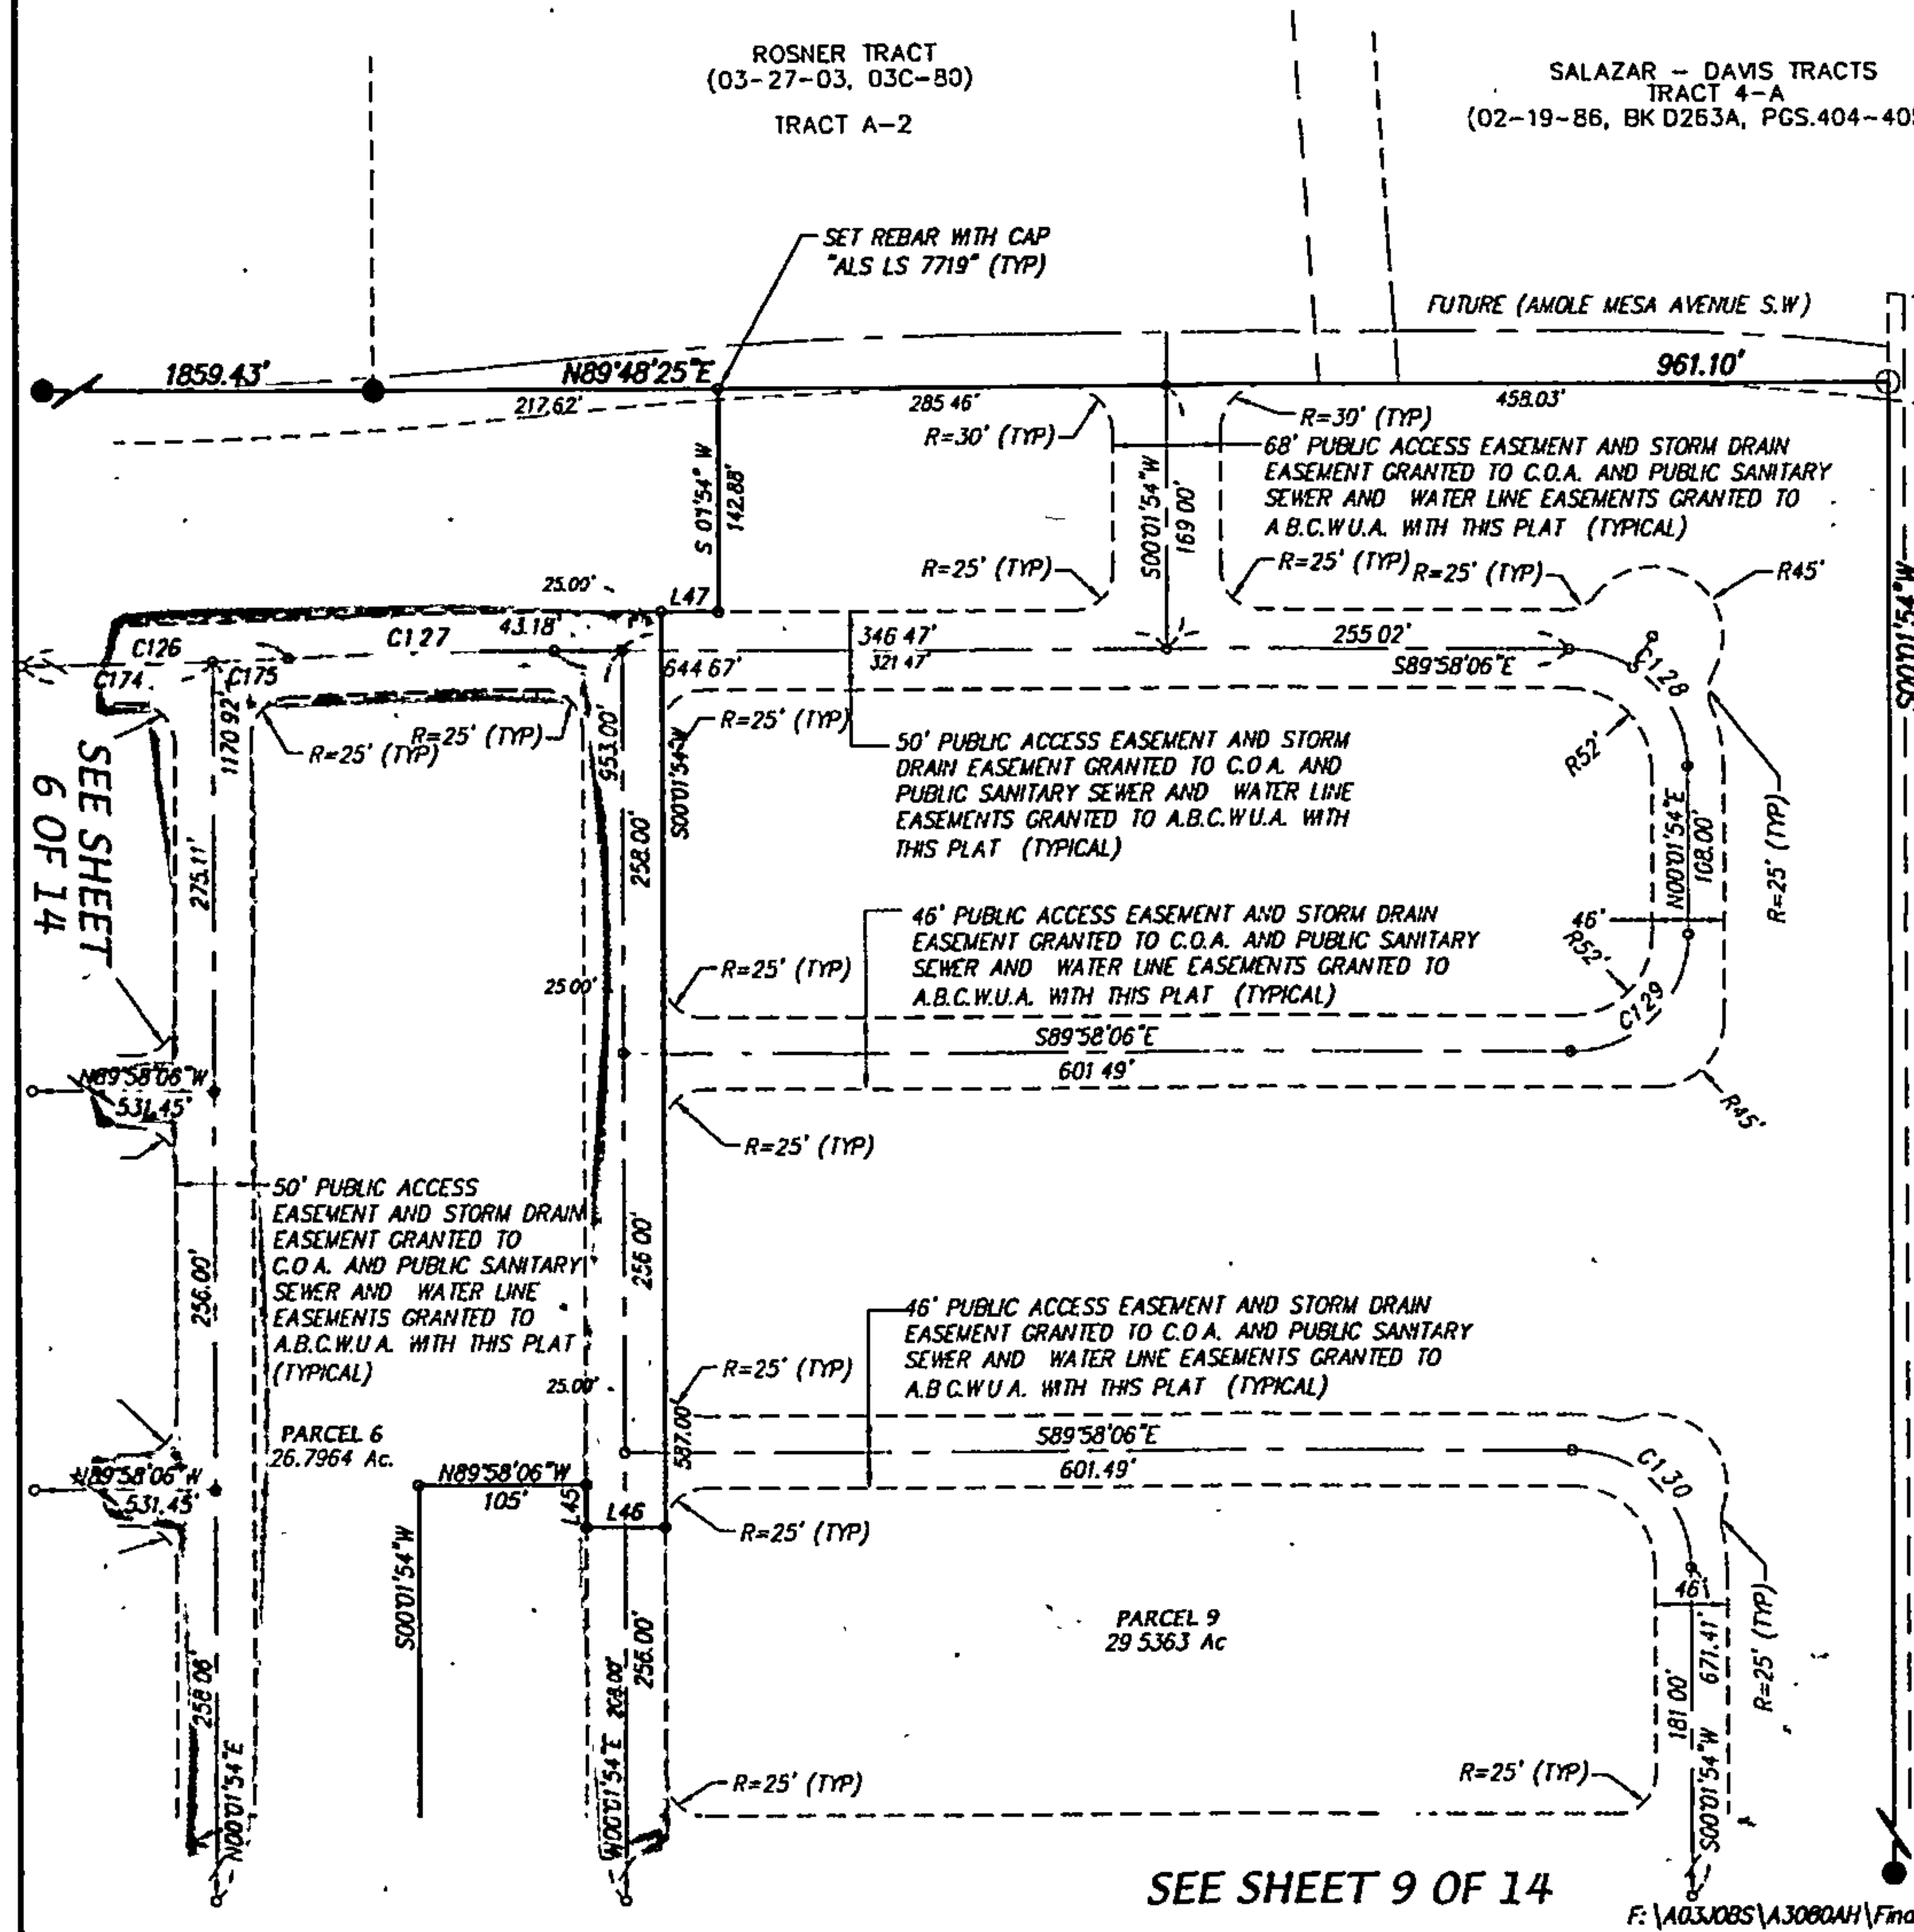 ROSNER TRACT
(03-27-03, 03C-80)
TRACT A-2
SALAZAR - DAVIS TRACTS
TRACT 4-A
(02-19-86, BK D263A, PGS.404-405
SET REBAR WITH CAP
"ALS LS 7719" (TYP)
FUTURE (AMOLE MESA AVENUE S.W)
1859.43'
N89°48'25"E
961.10'
217.62'
285 46'
458.03'
R=30' (TYP)
R=30' (TYP)
68' PUBLIC ACCESS EASEMENT AND STORM DRAIN
EASEMENT GRANTED TO C.O.A. AND PUBLIC SANITARY
SEWER AND WATER LINE EASEMENTS GRANTED TO
A B.C.W U.A. WITH THIS PLAT (TYPICAL)
S 01'54" W
142.88'
S00°01'54"W
169 00'
S00°01'54"W
R=25' (TYP)
R=25' (TYP)
R=25' (TYP)
R45'
25.00'
L47
C126
C127
43.18'
346 47'
321 47'
255 02'
644 67'
S89°58'06"E
C174
C175
C128
1170 92'
R=25' (TYP)
R=25' (TYP)
R=25' (TYP)
953.00'
S00°01'54"W
R52'
50' PUBLIC ACCESS EASEMENT AND STORM
DRAIN EASEMENT GRANTED TO C.O A. AND
PUBLIC SANITARY SEWER AND WATER LINE
EASEMENTS GRANTED TO A.B.C.W U.A. WITH
THIS PLAT (TYPICAL)
SEE SHEET
6 OF 14
275.11'
258.00'
N00°01'54"E
108.00'
R=25' (TYP)
46'
R52'
46' PUBLIC ACCESS EASEMENT AND STORM DRAIN
EASEMENT GRANTED TO C.O.A. AND PUBLIC SANITARY
SEWER AND WATER LINE EASEMENTS GRANTED TO
A.B.C.W.U.A. WITH THIS PLAT (TYPICAL)
R=25' (TYP)
25 00'
C129
S89°58'06"E
601 49'
N89°58'06"W
531.45'
R45'
R=25' (TYP)
50' PUBLIC ACCESS
EASEMENT AND STORM DRAIN
EASEMENT GRANTED TO
C.O A. AND PUBLIC SANITARY
SEWER AND WATER LINE
EASEMENTS GRANTED TO
A.B.C.W.U A. WITH THIS PLAT
(TYPICAL)
256.00'
256 00'
46' PUBLIC ACCESS EASEMENT AND STORM DRAIN
EASEMENT GRANTED TO C.O A. AND PUBLIC SANITARY
SEWER AND WATER LINE EASEMENTS GRANTED TO
A.B C.W U A. WITH THIS PLAT (TYPICAL)
R=25' (TYP)
25.00'
587.00'
PARCEL 6
26.7964 Ac.
S89°58'06"E
601.49'
C130
N89°58'06"W
531.45'
N89°58'06"W
105'
L45
L46
R=25' (TYP)
S00°01'54"W
46'
R=25' (TYP)
PARCEL 9
29 5363 Ac
258 06'
N00°01'54"E
208.00'
256.00'
N00°01'54"E
181 00'
671.41'
S00°01'54"W
R=25' (TYP)
R=25' (TYP)
SEE SHEET 9 OF 14
F:\A03JOBS\A3060AH\Fina